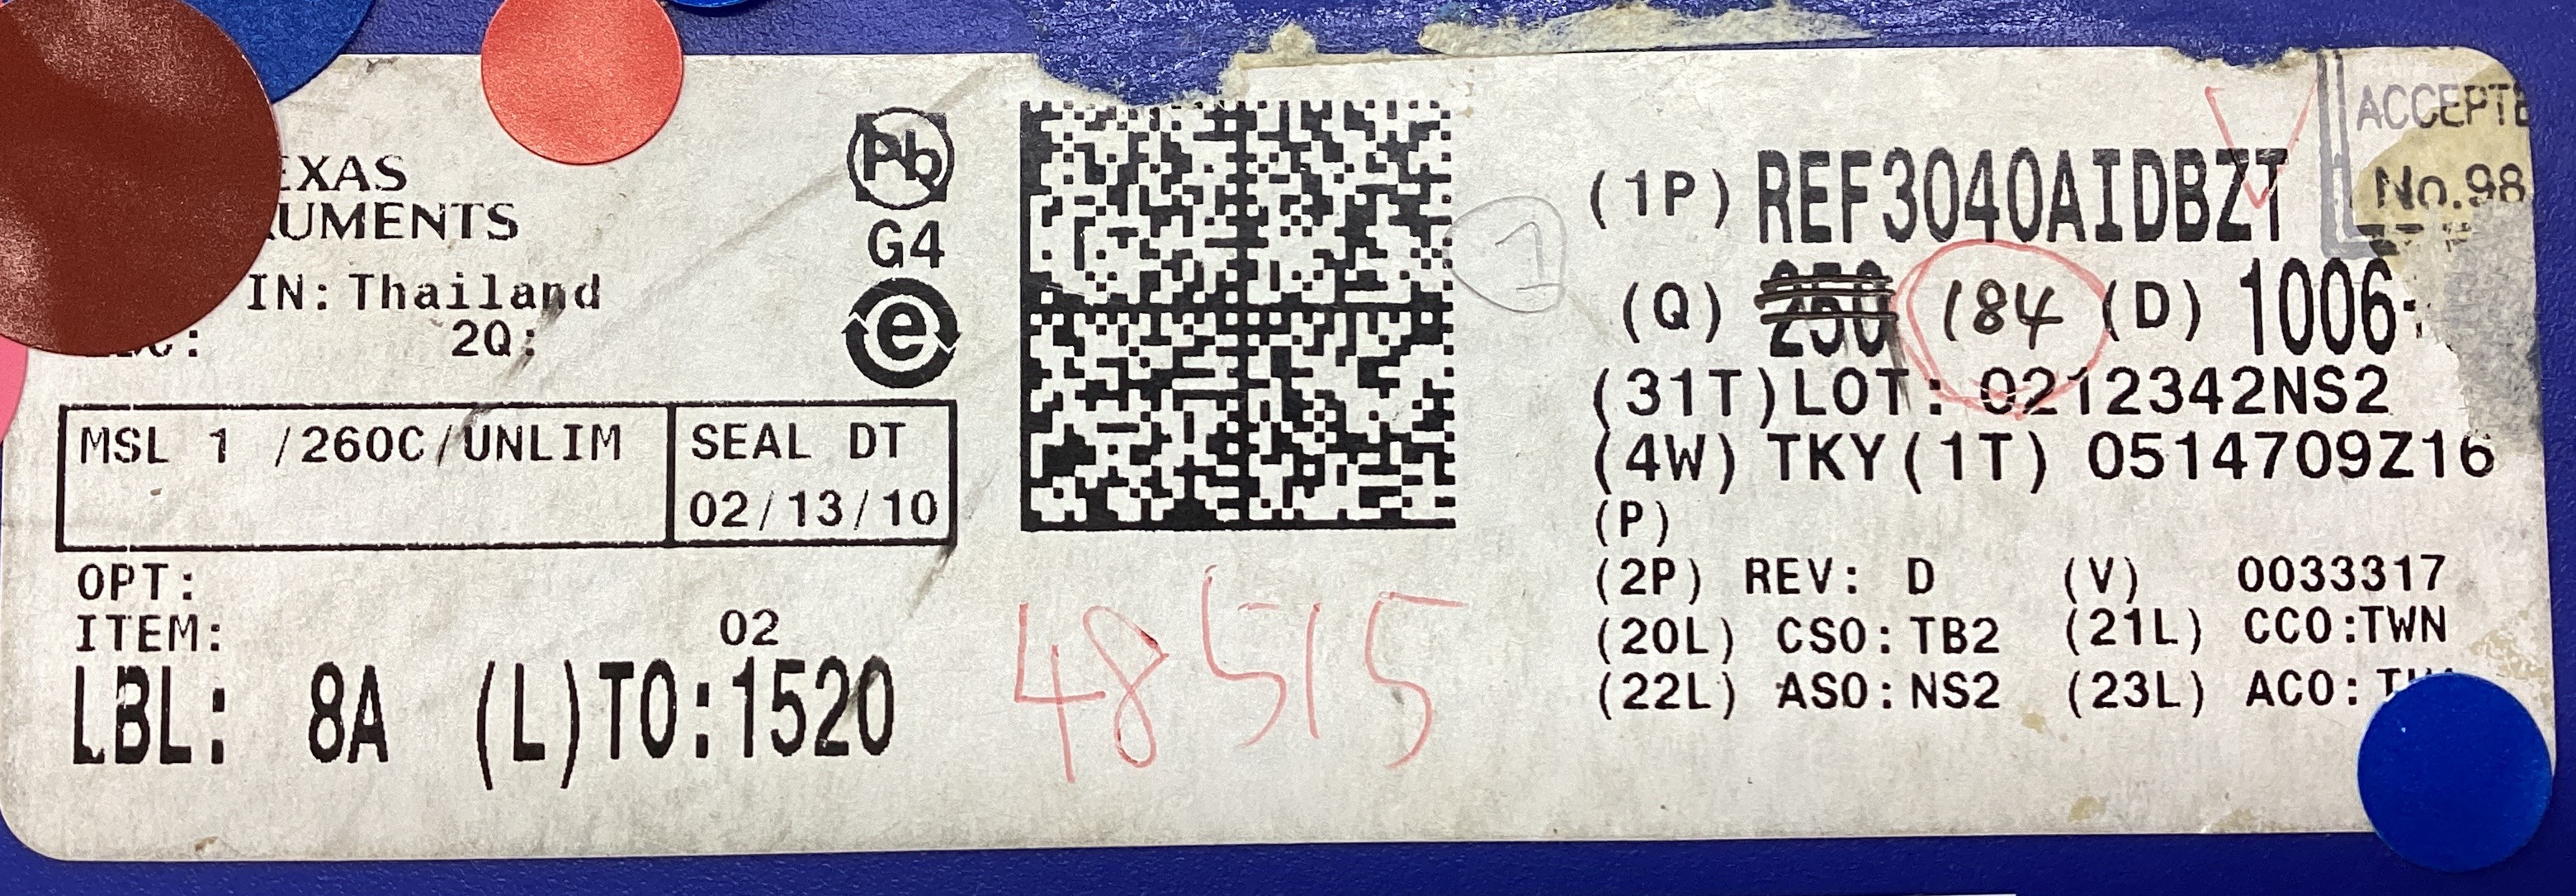 EXAS
RUMENTS
IN: Thailand
2Q:
Pb
G4
e
MSL 1 /260C/UNLIM
SEAL DT
02/13/10
OPT:
ITEM:
02
LBL: 8A (L)TO:1520
48515
1
ACCEPTE
No.98
(1P) REF3040AIDBZT
(Q) 250 184 (D) 1006
(31T)LOT: 0212342NS2
(4W) TKY(1T) 0514709Z16
(P)
(2P) REV: D (V) 0033317
(20L) CSO:TB2 (21L) CCO:TWN
(22L) ASO:NS2 (23L) ACO: